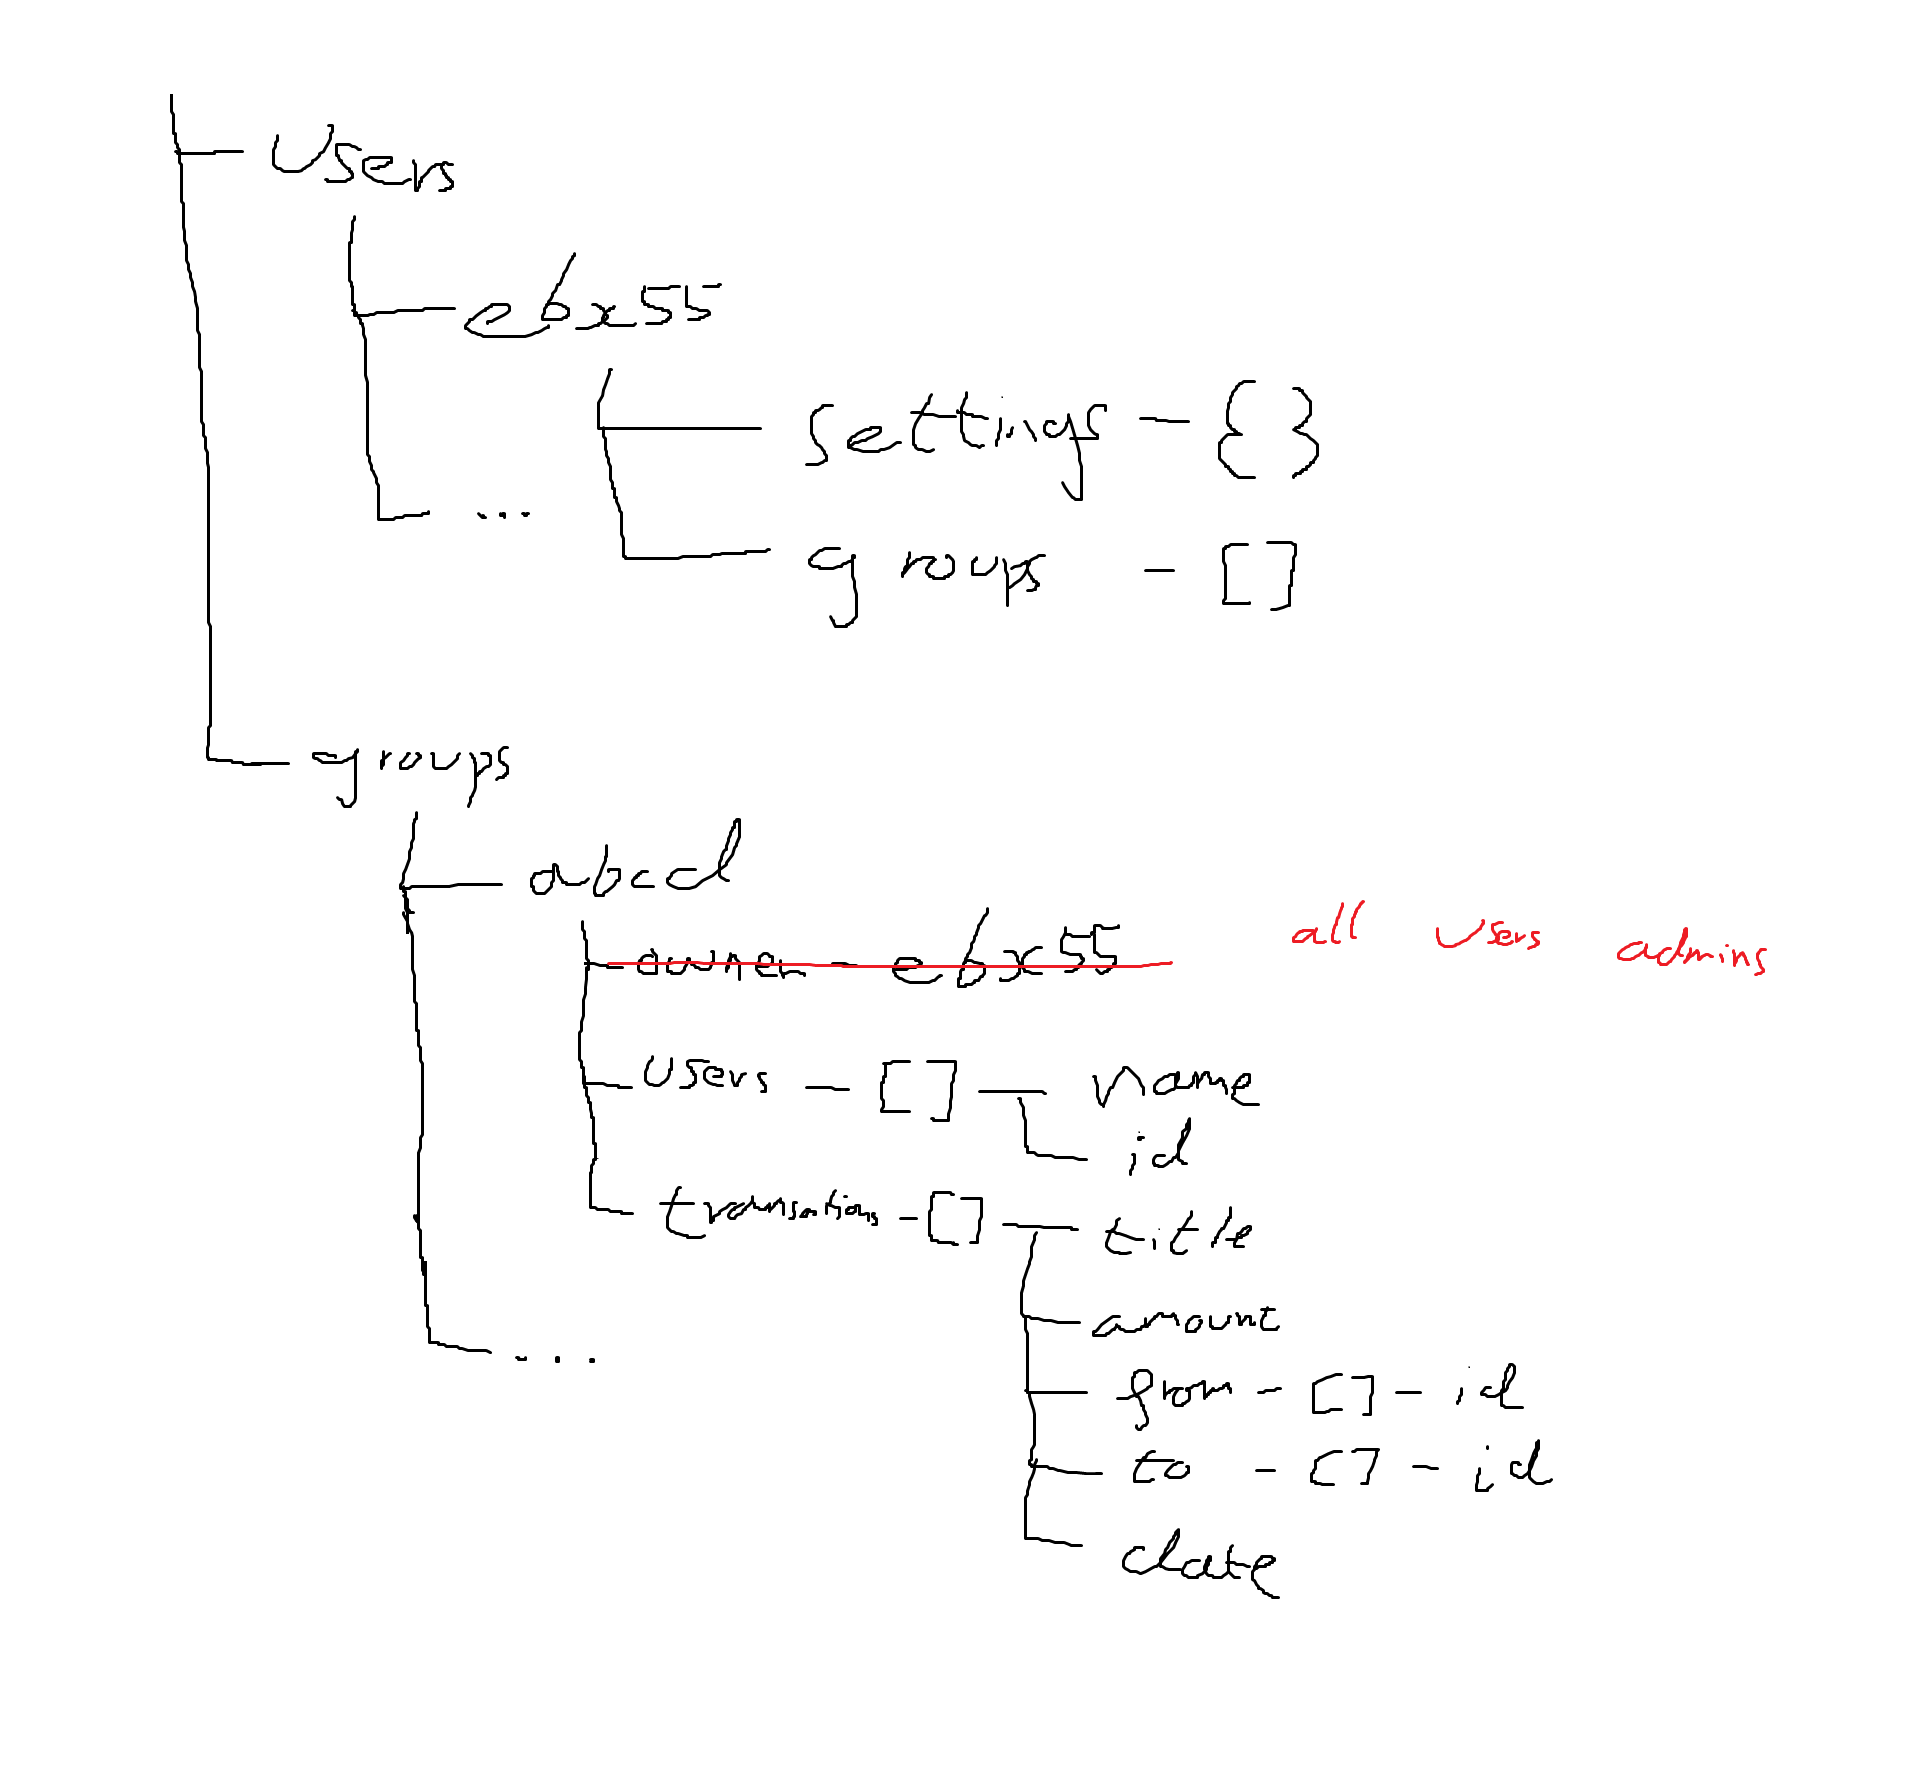 Users
ebx55
settings - {}
...
groups - []
groups
abcd
owner - ebx55 all users admins
users - [] name
id
transactions - [] title
amount
from - [] - id
...
to - [] - id
date